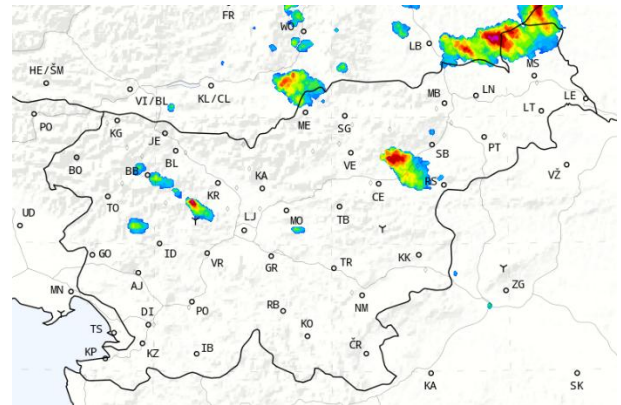 FR
WO
LB
HE/ŠM
VI/BL
KL/CL
MS
LN
LE
MB
LT
PO
KG
ME
SG
JE
BL
BO
VE
SB
PT
VŽ
KR
KA
CE
TO
MO
TB
UD
LJ
GO
ID
VR
GR
TR
KK
AJ
ZG
MN
PO
RB
NM
DI
TS
KO
KP
KZ
IB
ČR
KA
SK